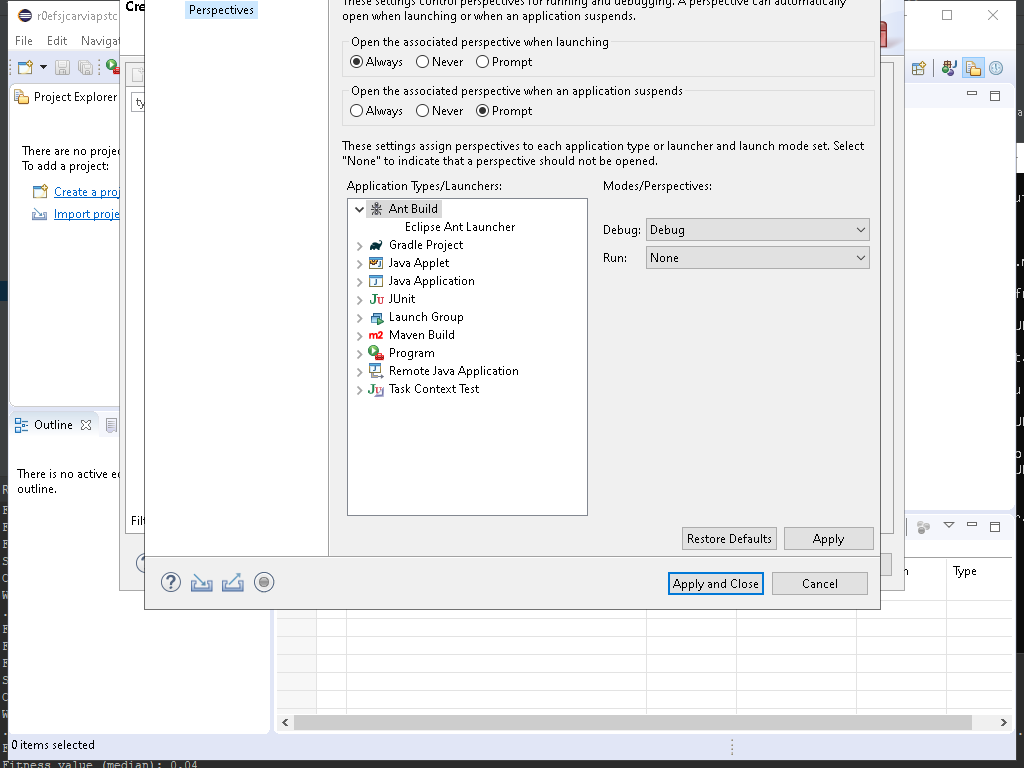 r0efsjcarviapstc
Cre
File Edit Navigat
Project Explorer
There are no proje
To add a project:
Create a proj
Import proje
Outline
There is no active ed
outline.
ty
Filt
Perspectives
These settings control perspectives for running and debugging. A perspective can automatically
open when launching or when an application suspends.
Open the associated perspective when launching
Always Never Prompt
Open the associated perspective when an application suspends
Always Never Prompt
These settings assign perspectives to each application type or launcher and launch mode set. Select
"None" to indicate that a perspective should not be opened.
Application Types/Launchers:
Modes/Perspectives:
Ant Build
Eclipse Ant Launcher
Gradle Project
Java Applet
Java Application
JUnit
Launch Group
Maven Build
Program
Remote Java Application
Task Context Test
Debug: Debug
Run: None
Restore Defaults Apply
Apply and Close Cancel
Type
0 items selected
Fitness value (median): 0.04